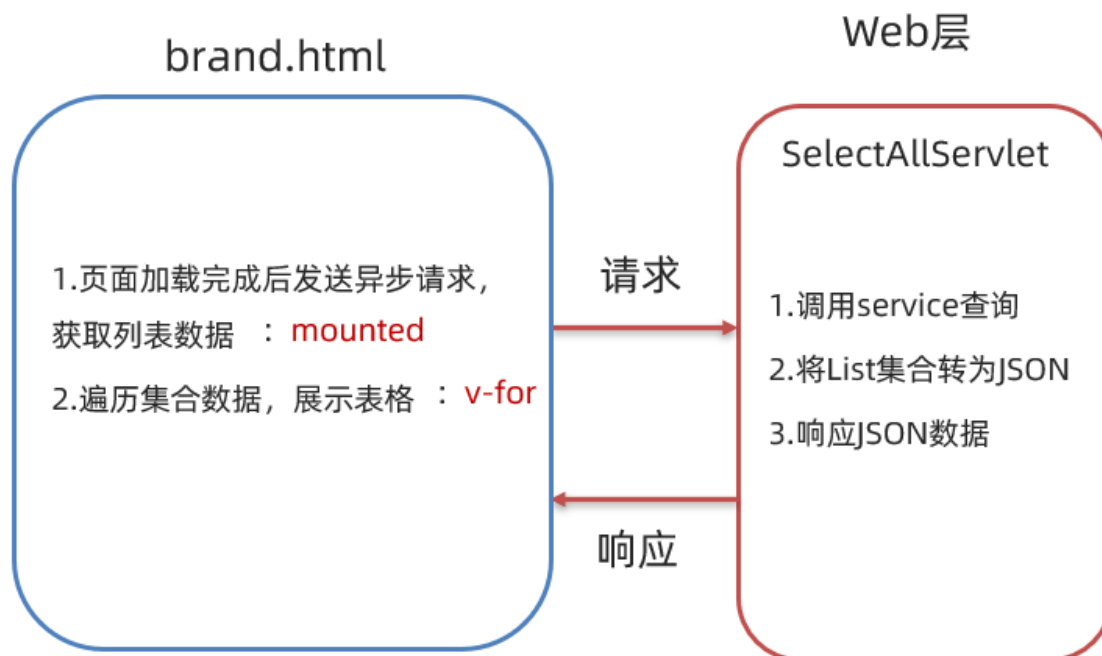 brand.html
1.页面加载完成后发送异步请求，
获取列表数据 ：mounted
2.遍历集合数据，展示表格 ：v-for
请求
响应
Web层
SelectAllServlet
1.调用service查询
2.将List集合转为JSON
3.响应JSON数据